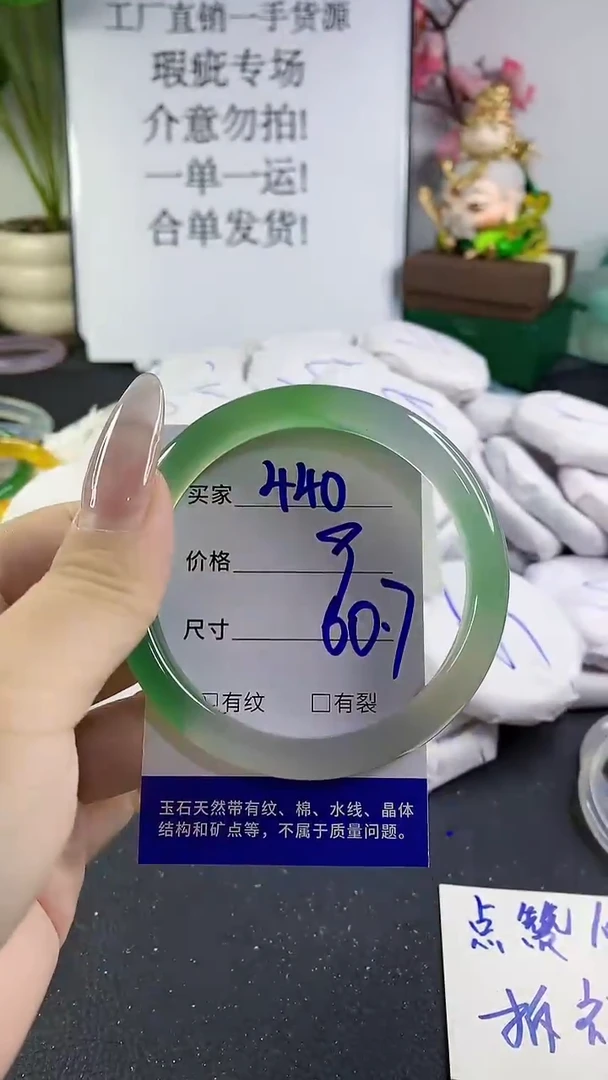 工厂直销一手货源
瑕疵专场
介意勿拍!
一单一运!
合单发货!
买家 440
价格
尺寸 60.7
□有纹 □有裂
玉石天然带有纹、棉、水线、晶体
结构和矿点等，不属于质量问题。
点赞
拆